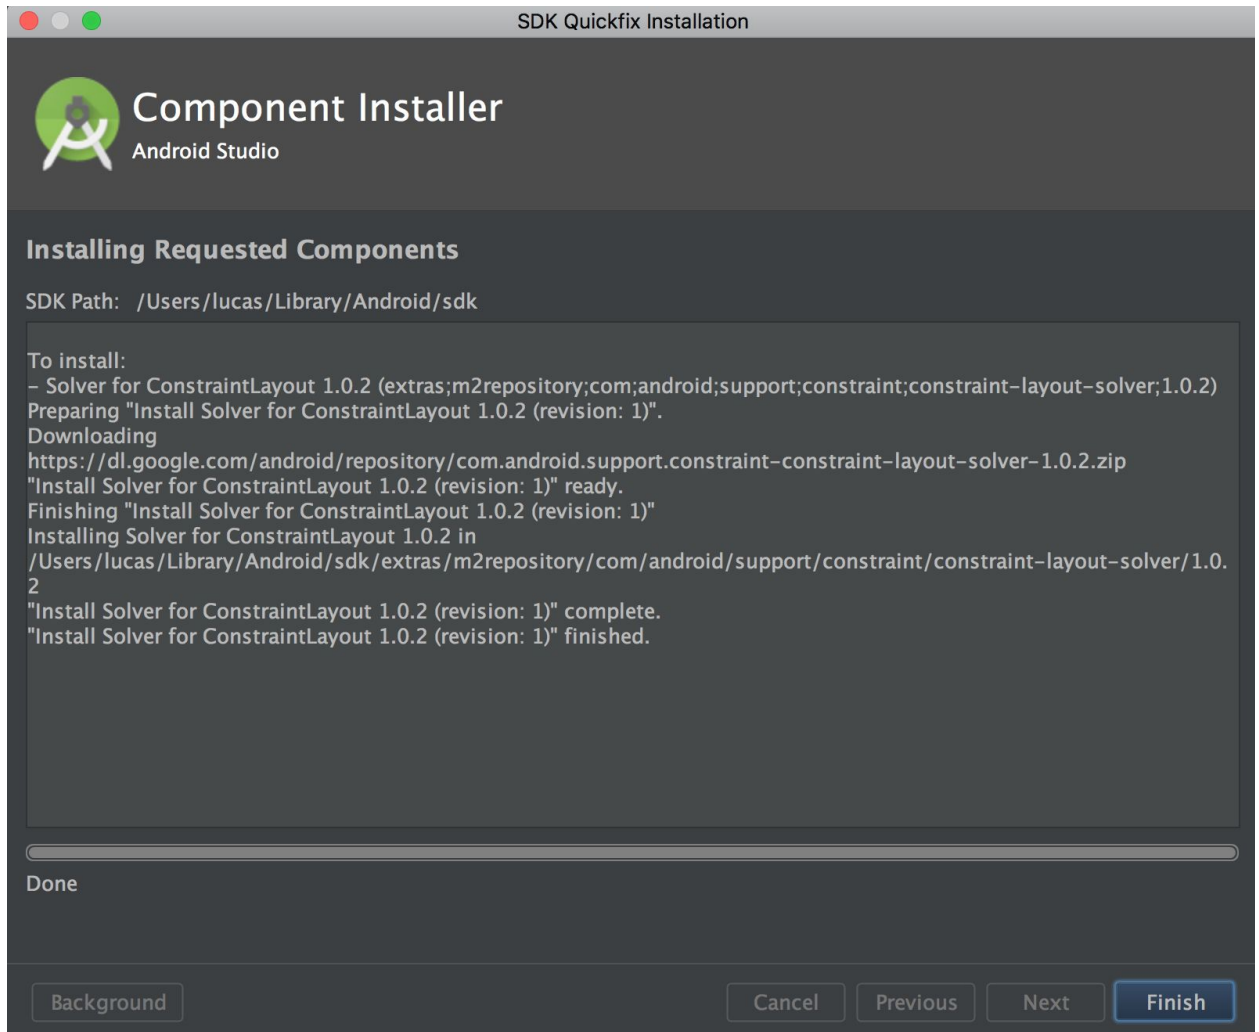 SDK Quickfix Installation
Component Installer
Android Studio
Installing Requested Components
SDK Path: /Users/lucas/Library/Android/sdk
To install:
- Solver for ConstraintLayout 1.0.2 (extras;m2repository;com;android;support;constraint;constraint-layout-solver;1.0.2)
Preparing "Install Solver for ConstraintLayout 1.0.2 (revision: 1)".
Downloading
https://dl.google.com/android/repository/com.android.support.constraint-constraint-layout-solver-1.0.2.zip
"Install Solver for ConstraintLayout 1.0.2 (revision: 1)" ready.
Finishing "Install Solver for ConstraintLayout 1.0.2 (revision: 1)"
Installing Solver for ConstraintLayout 1.0.2 in
/Users/lucas/Library/Android/sdk/extras/m2repository/com/android/support/constraint/constraint-layout-solver/1.0.
2
"Install Solver for ConstraintLayout 1.0.2 (revision: 1)" complete.
"Install Solver for ConstraintLayout 1.0.2 (revision: 1)" finished.
Done
Background Cancel Previous Next Finish